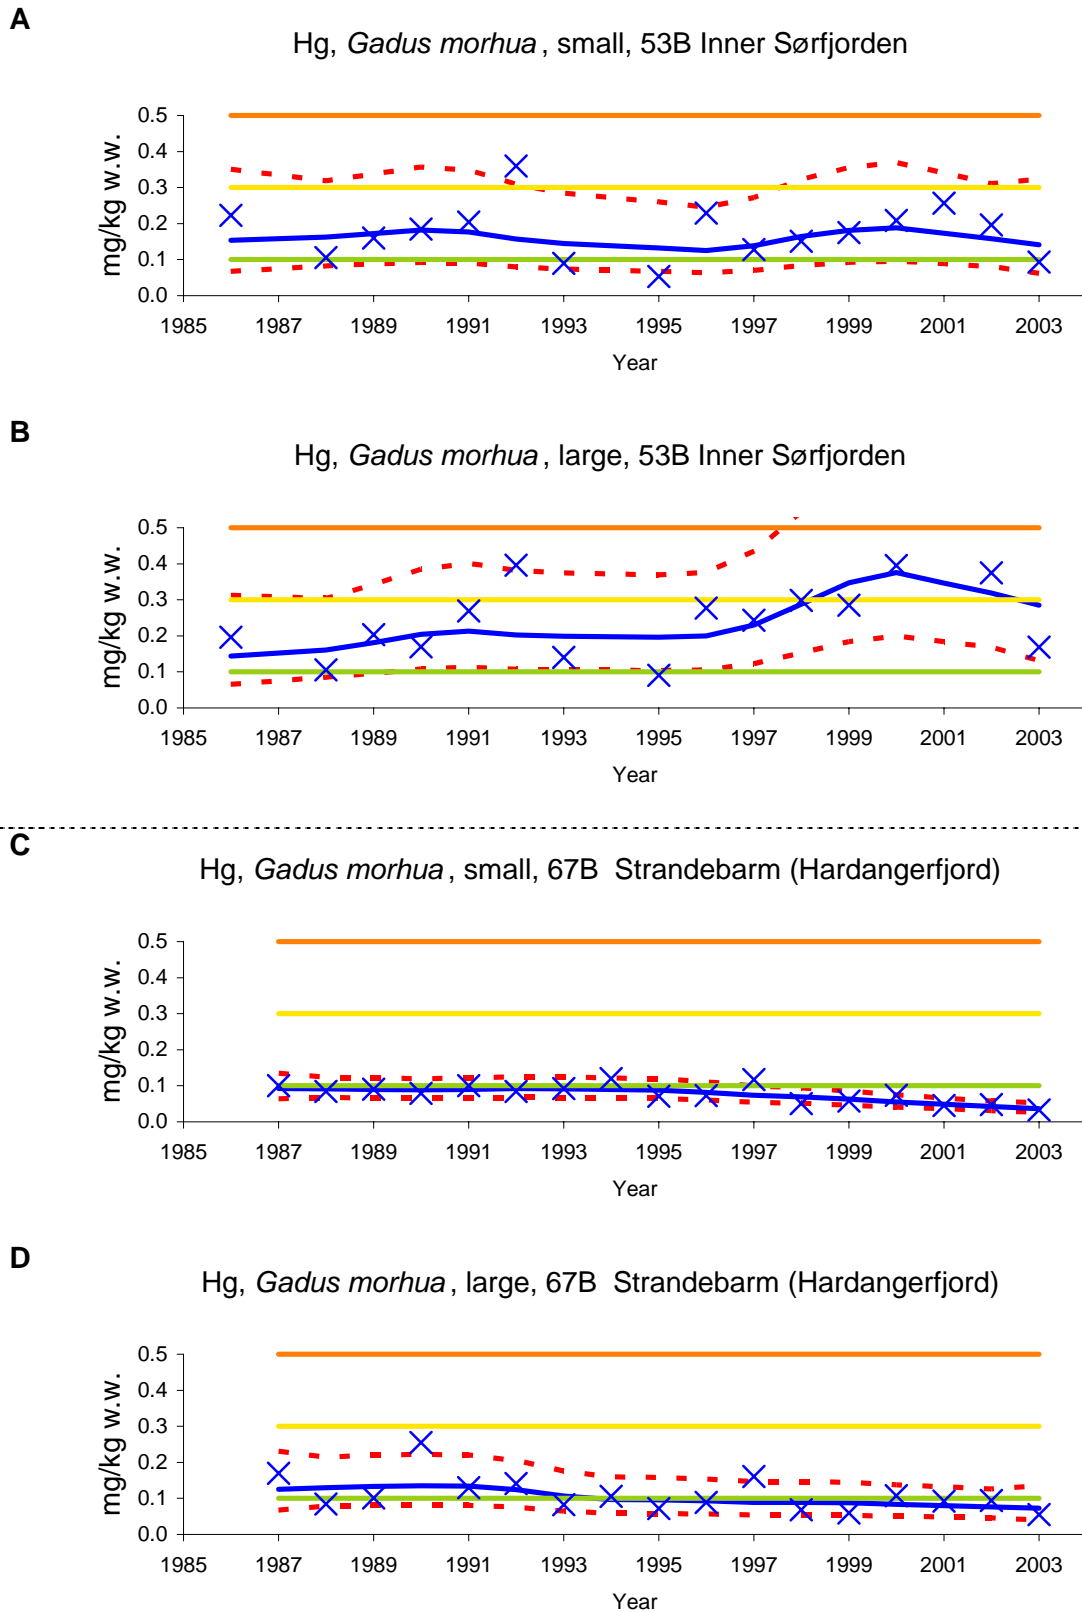 A
Hg, Gadus morhua, small, 53B Inner Sørfjorden
mg/kg w.w.
0.5
0.4
0.3
0.2
0.1
0.0
1985 1987 1989 1991 1993 1995 1997 1999 2001 2003
Year
B
Hg, Gadus morhua, large, 53B Inner Sørfjorden
mg/kg w.w.
0.5
0.4
0.3
0.2
0.1
0.0
1985 1987 1989 1991 1993 1995 1997 1999 2001 2003
Year
C
Hg, Gadus morhua, small, 67B Strandebarm (Hardangerfjord)
mg/kg w.w.
0.5
0.4
0.3
0.2
0.1
0.0
1985 1987 1989 1991 1993 1995 1997 1999 2001 2003
Year
D
Hg, Gadus morhua, large, 67B Strandebarm (Hardangerfjord)
mg/kg w.w.
0.5
0.4
0.3
0.2
0.1
0.0
1985 1987 1989 1991 1993 1995 1997 1999 2001 2003
Year